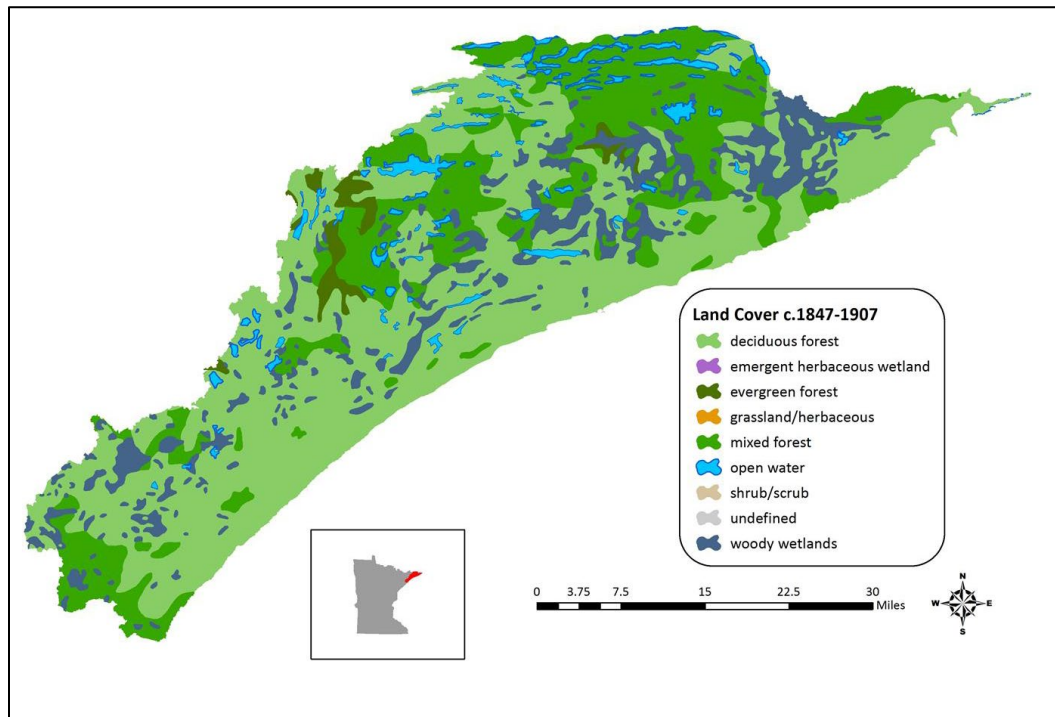 Land Cover c.1847-1907
deciduous forest
emergent herbaceous wetland
evergreen forest
grassland/herbaceous
mixed forest
open water
shrub/scrub
undefined
woody wetlands
0 3.75 7.5 15 22.5 30
Miles
N
W E
S